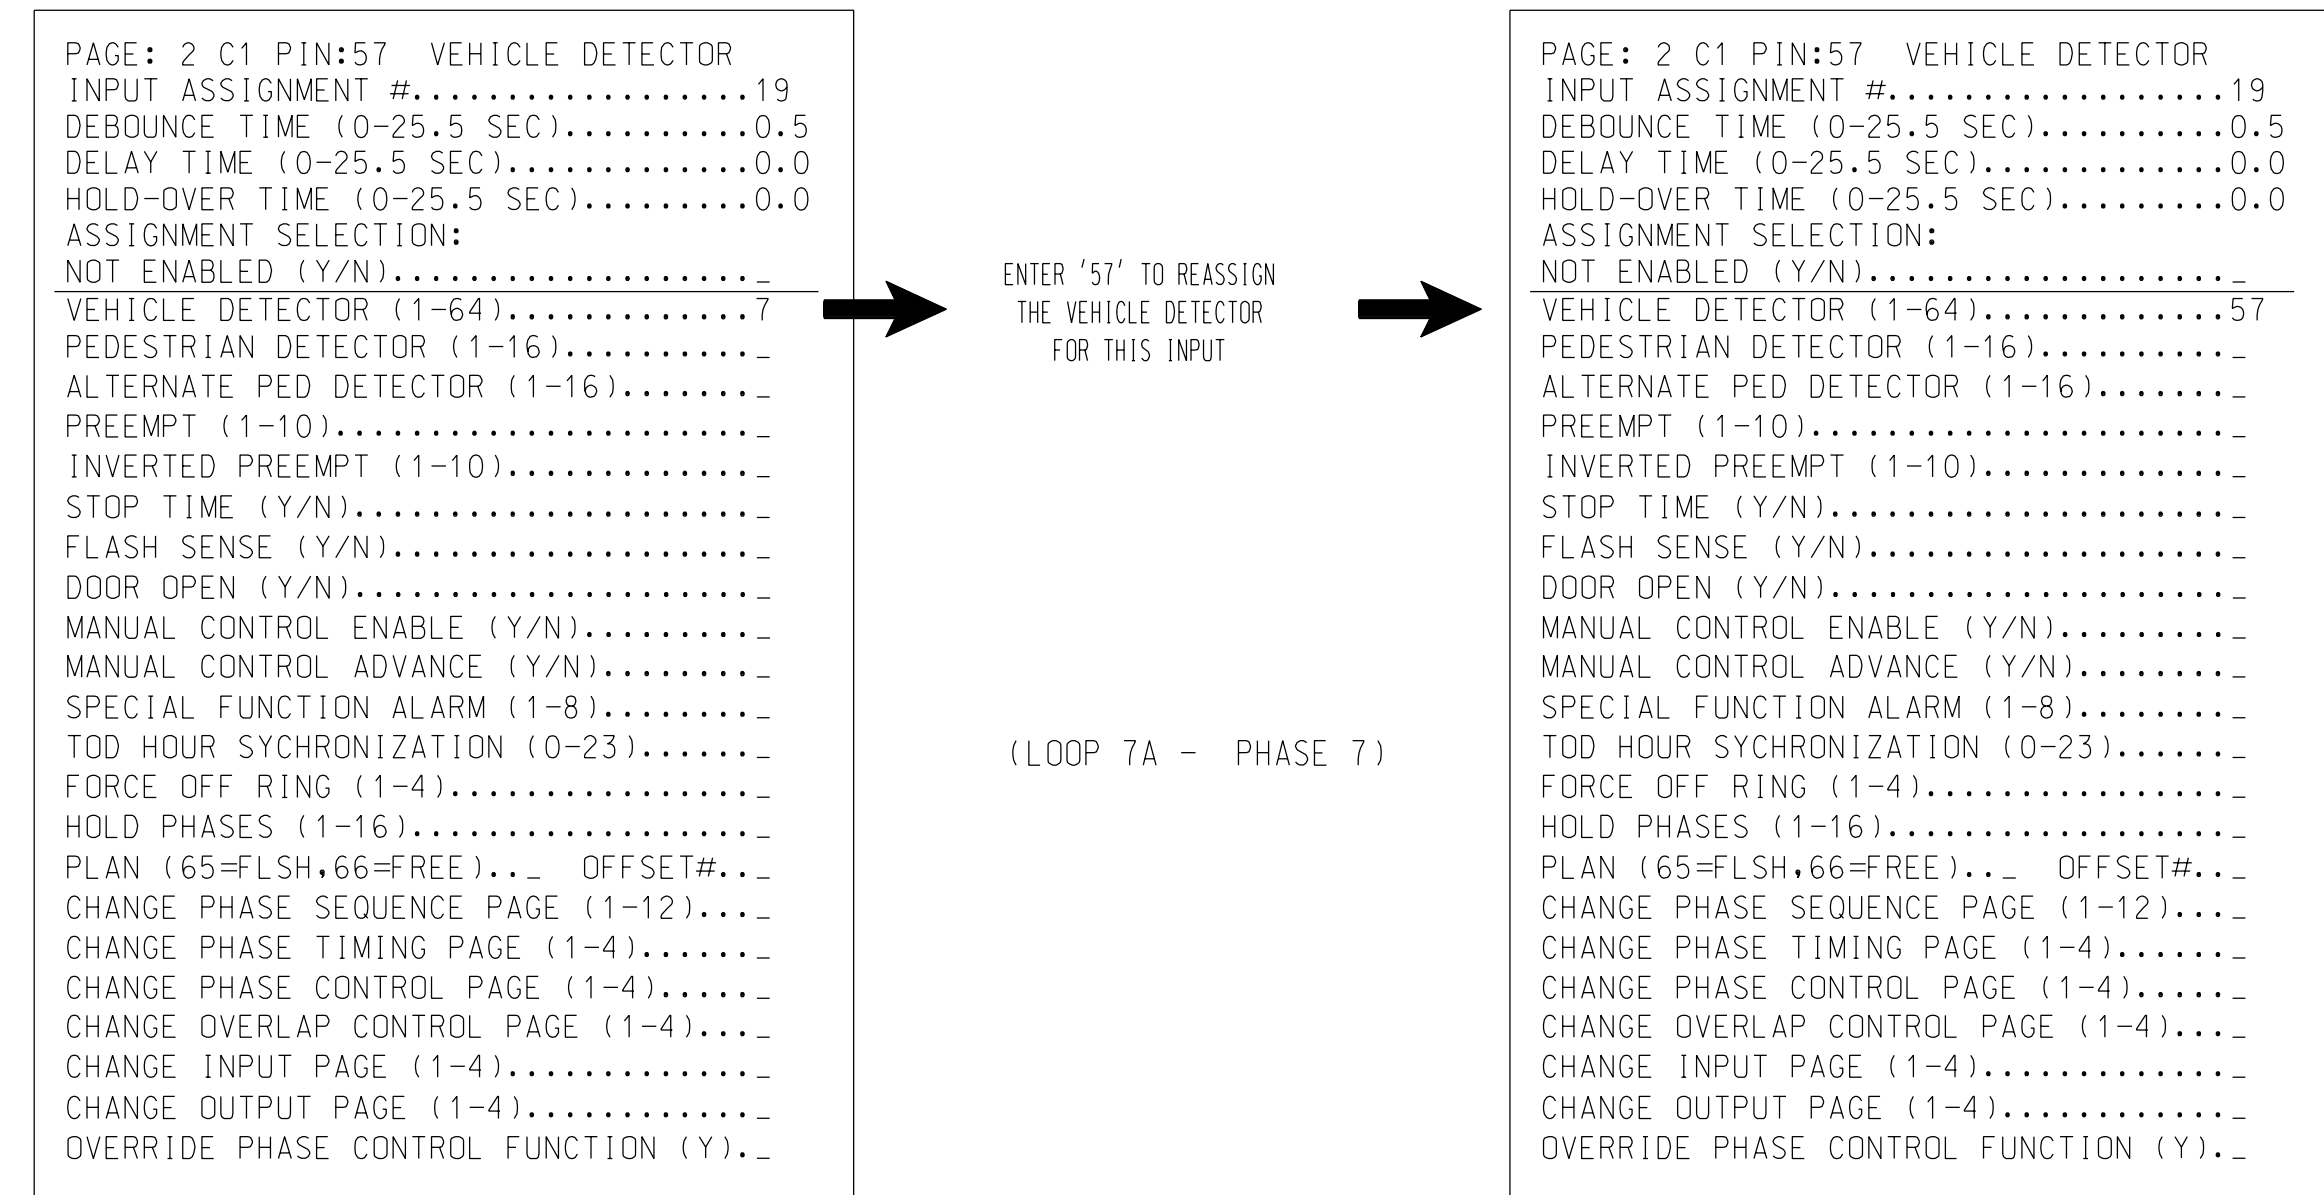 PAGE: 2 C1 PIN:57  VEHICLE DETECTOR
INPUT ASSIGNMENT #..................19
DEBOUNCE TIME (0-25.5 SEC)..........0.5
DELAY TIME (0-25.5 SEC).............0.0
HOLD-OVER TIME (0-25.5 SEC).........0.0
ASSIGNMENT SELECTION:
NOT ENABLED (Y/N)..................._
VEHICLE DETECTOR (1-64).............7
PEDESTRIAN DETECTOR (1-16).........._
ALTERNATE PED DETECTOR (1-16)......._
PREEMPT (1-10)......................_
INVERTED PREEMPT (1-10)............._
STOP TIME (Y/N)....................._
FLASH SENSE (Y/N)..................._
DOOR OPEN (Y/N)....................._
MANUAL CONTROL ENABLE (Y/N)........._
MANUAL CONTROL ADVANCE (Y/N)........_
SPECIAL FUNCTION ALARM (1-8)........_
TOD HOUR SYCHRONIZATION (0-23)......_
FORCE OFF RING (1-4)................_
HOLD PHASES (1-16).................._
PLAN (65=FLSH,66=FREE).._  OFFSET#.._
CHANGE PHASE SEQUENCE PAGE (1-12)..._
CHANGE PHASE TIMING PAGE (1-4)......_
CHANGE PHASE CONTROL PAGE (1-4)....._
CHANGE OVERLAP CONTROL PAGE (1-4)..._
CHANGE INPUT PAGE (1-4)............._
CHANGE OUTPUT PAGE (1-4)............_
OVERRIDE PHASE CONTROL FUNCTION (Y)._
ENTER '57' TO REASSIGN
THE VEHICLE DETECTOR
FOR THIS INPUT
(LOOP 7A -  PHASE 7)
PAGE: 2 C1 PIN:57  VEHICLE DETECTOR
INPUT ASSIGNMENT #..................19
DEBOUNCE TIME (0-25.5 SEC)..........0.5
DELAY TIME (0-25.5 SEC).............0.0
HOLD-OVER TIME (0-25.5 SEC).........0.0
ASSIGNMENT SELECTION:
NOT ENABLED (Y/N)..................._
VEHICLE DETECTOR (1-64).............57
PEDESTRIAN DETECTOR (1-16).........._
ALTERNATE PED DETECTOR (1-16)......._
PREEMPT (1-10)......................_
INVERTED PREEMPT (1-10)............._
STOP TIME (Y/N)....................._
FLASH SENSE (Y/N)..................._
DOOR OPEN (Y/N)....................._
MANUAL CONTROL ENABLE (Y/N)........._
MANUAL CONTROL ADVANCE (Y/N)........_
SPECIAL FUNCTION ALARM (1-8)........_
TOD HOUR SYCHRONIZATION (0-23)......_
FORCE OFF RING (1-4)................_
HOLD PHASES (1-16).................._
PLAN (65=FLSH,66=FREE).._  OFFSET#.._
CHANGE PHASE SEQUENCE PAGE (1-12)..._
CHANGE PHASE TIMING PAGE (1-4)......_
CHANGE PHASE CONTROL PAGE (1-4)....._
CHANGE OVERLAP CONTROL PAGE (1-4)..._
CHANGE INPUT PAGE (1-4)............._
CHANGE OUTPUT PAGE (1-4)............_
OVERRIDE PHASE CONTROL FUNCTION (Y)._